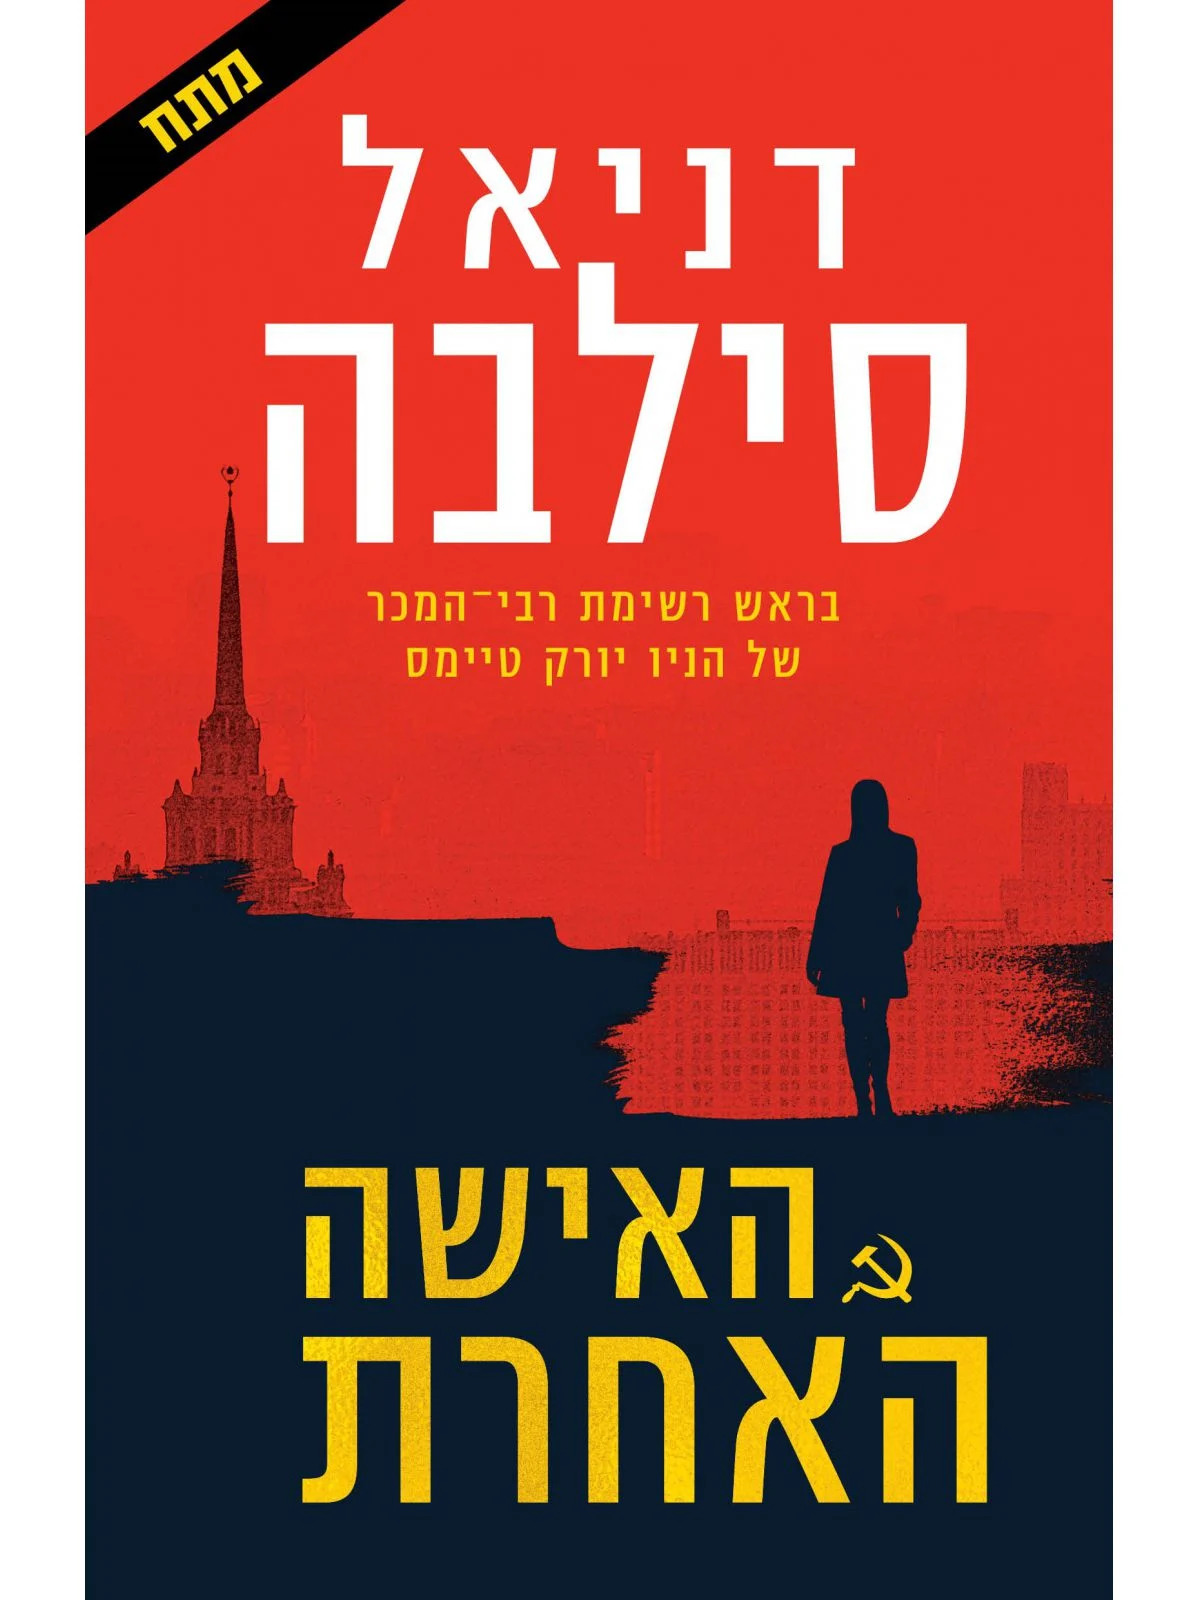 מתח
דניאל
סילבה
בראש רשימת רבי־המכר
של הניו יורק טיימס
האישה
האחרת